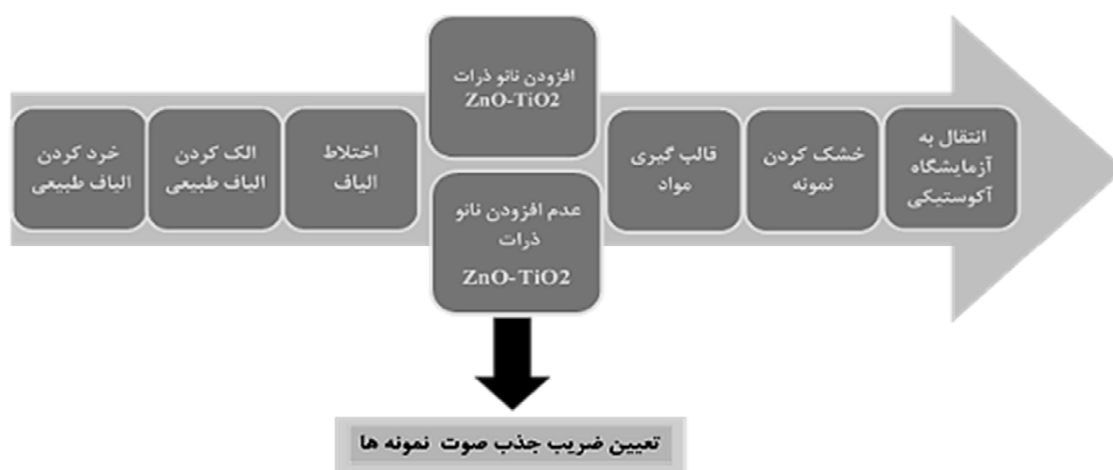 خرد کردن
الیاف طبیعی
الک کردن
الیاف طبیعی
اختلاط
الیاف
افزودن نانو ذرات
ZnO-TiO2
عدم افزودن نانو
ذرات
ZnO-TiO2
قالب گیری
مواد
خشک کردن
نمونه
انتقال به
آزمایشگاه
آکوستیکی
تعیین ضریب جذب صوت نمونه ها